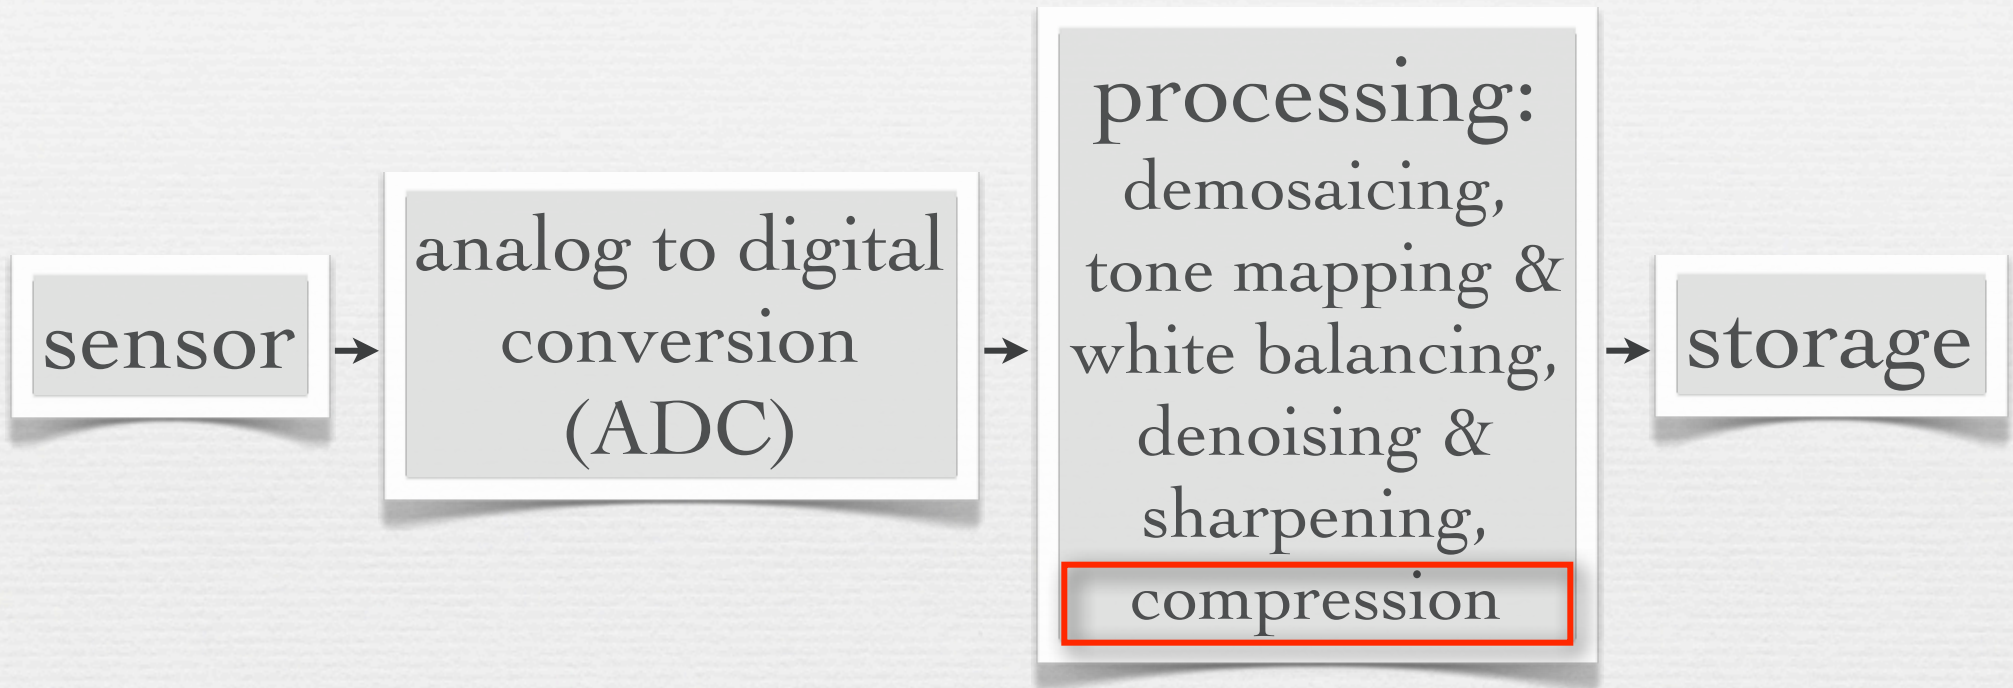 sensor
analog to digital
conversion
(ADC)
processing:
demosaicing,
tone mapping &
white balancing,
denoising &
sharpening,
compression
storage